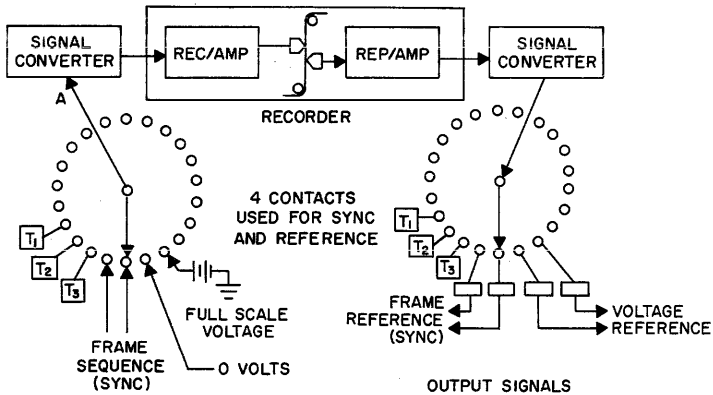 SIGNAL
CONVERTER
REC/AMP
REP/AMP
SIGNAL
CONVERTER
RECORDER
A
4 CONTACTS
USED FOR SYNC
AND REFERENCE
T1
T2
T3
T1
T2
T3
FULL SCALE
VOLTAGE
FRAME
SEQUENCE
(SYNC)
0 VOLTS
FRAME
REFERENCE
(SYNC)
VOLTAGE
REFERENCE
OUTPUT SIGNALS